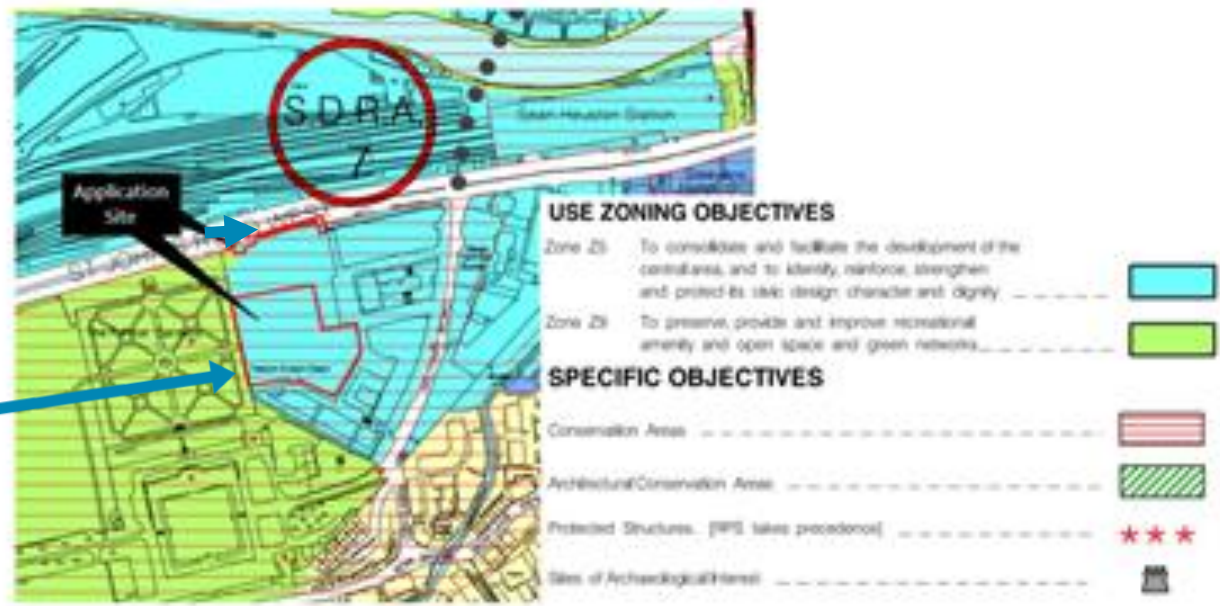 S.D.R.A.
7
Sean Heuston Station
Application
Site
USE ZONING OBJECTIVES
Zone Z5 To consolidate and facilitate the development of the
central area, and to identify, reinforce, strengthen
and protect its civic design character and dignity
Zone Z9 To preserve, provide and improve recreational
amenity and open space and green networks
SPECIFIC OBJECTIVES
Conservation Areas
Architectural Conservation Areas
Protected Structures. [RPS takes precedence]
Sites of Archaeological Interest